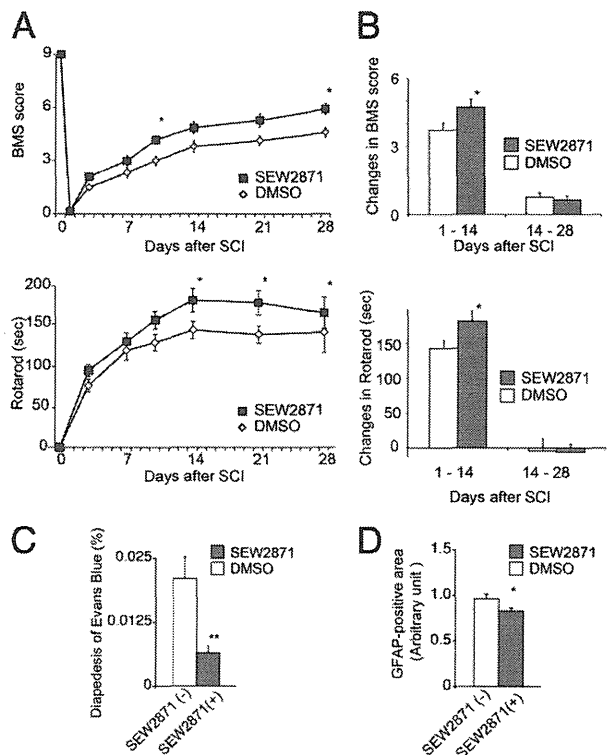 A
9
6
3
0
BMS score
*
*
SEW2871
DMSO
0 7 14 21 28
Days after SCI
200
150
100
50
0
Rotarod (sec)
* * *
SEW2871
DMSO
0 7 14 21 28
Days after SCI
B
6
3
0
Changes in BMS score
*
SEW2871
DMSO
1 - 14 14 - 28
Days after SCI
150
100
50
0
Changes in Rotarod (sec)
*
SEW2871
DMSO
1 - 14 14 - 28
Days after SCI
C
0.025
0.0125
0
Diapedesis of Evans Blue (%)
SEW2871
DMSO
**
SEW2871 (-)
SEW2871(+)
D
1.5
1.0
0.5
0
GFAP-positive area
(Arbitrary unit )
SEW2871
DMSO
*
SEW2871 (-)
SEW2871(+)